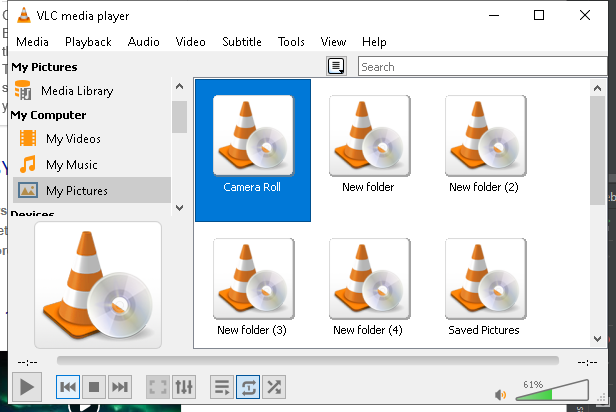 VLC media player
Media Playback Audio Video Subtitle Tools View Help
My Pictures
Search
Media Library
My Computer
My Videos
My Music
My Pictures
Devices
Camera Roll
New folder
New folder (2)
New folder (3)
New folder (4)
Saved Pictures
--:--
--:--
61%